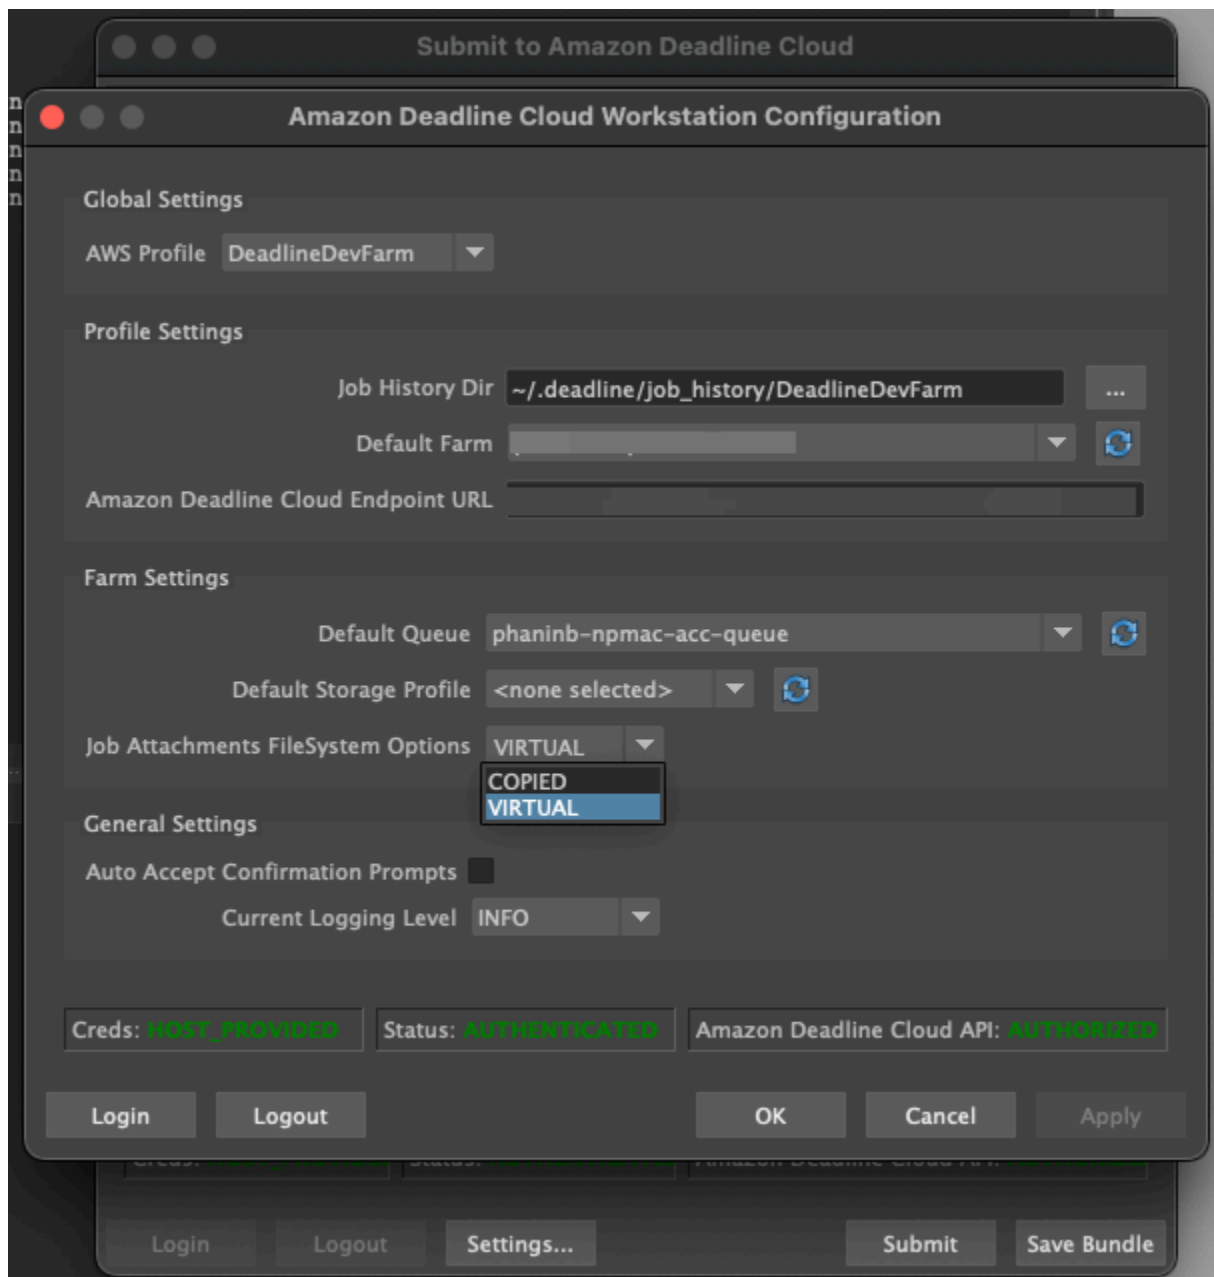 Submit to Amazon Deadline Cloud
Amazon Deadline Cloud Workstation Configuration
n
n
n
n
n
Global Settings
AWS Profile DeadlineDevFarm
Profile Settings
Job History Dir ~/.deadline/job_history/DeadlineDevFarm ...
Default Farm
Amazon Deadline Cloud Endpoint URL
Farm Settings
Default Queue phaninb-npmac-acc-queue
Default Storage Profile <none selected>
Job Attachments FileSystem Options VIRTUAL
COPIED
VIRTUAL
General Settings
Auto Accept Confirmation Prompts
Current Logging Level INFO
Creds: HOST_PROVIDED Status: AUTHENTICATED Amazon Deadline Cloud API: AUTHORIZED
Login Logout OK Cancel Apply
Login Logout Settings... Submit Save Bundle